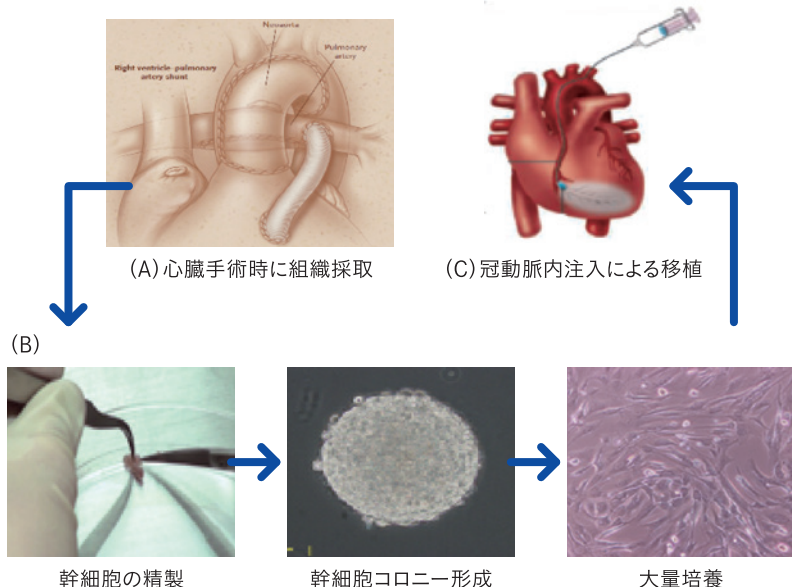 Neoaorta
Pulmonary
artery
Right ventricle- pulmonary
artery shunt
(A)心臓手術時に組織採取
(C)冠動脈内注入による移植
(B)
幹細胞の精製
幹細胞コロニー形成
大量培養